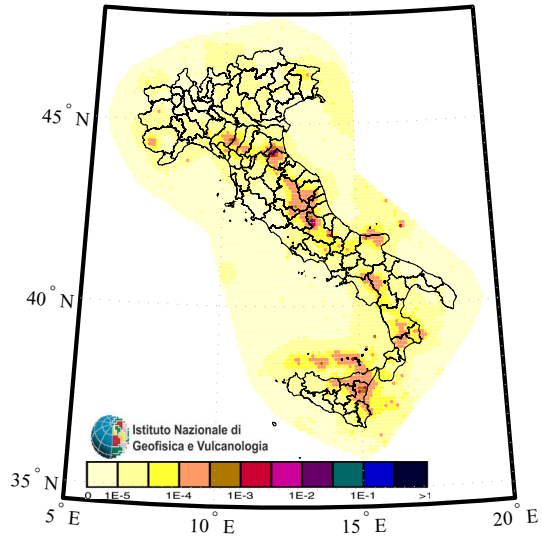 45° N
40° N
Istituto Nazionale di
Geofisica e Vulcanologia
0 1E-5 1E-4 1E-3 1E-2 1E-1 >1
35° N
5° E 10° E 15° E 20° E